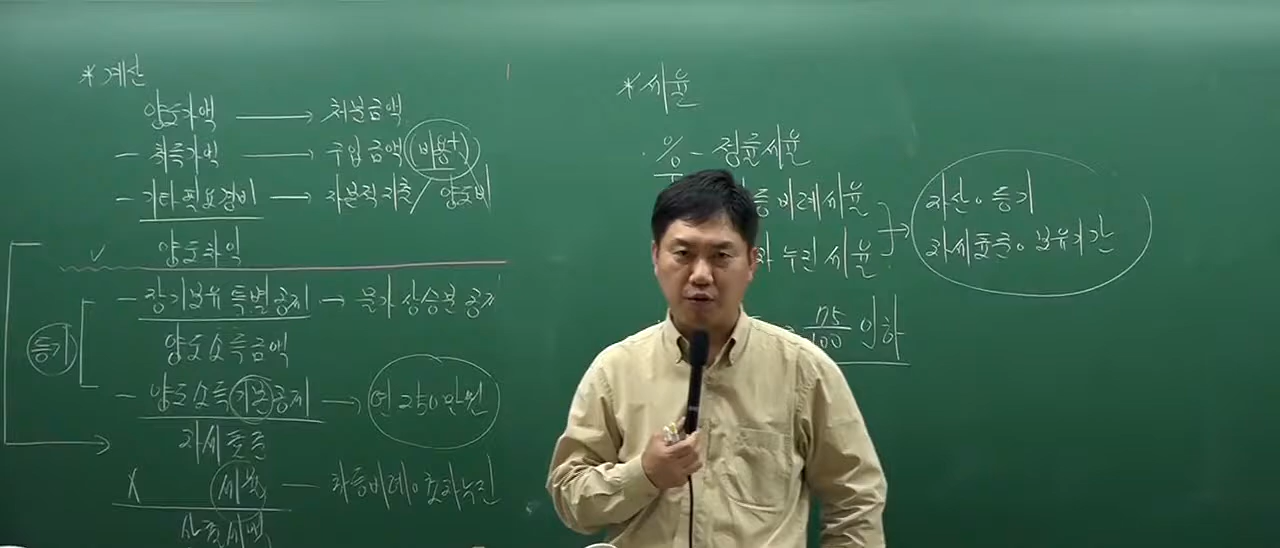 * 계산
양도가액 → 처분금액
- 취득가액 → 구입금액 (비용+)
- 기타필요경비 → 자본적지출 / 양도비
✓ 양도차익
- 장기보유 특별공제 → 물가 상승분 공제
등기
양도소득금액
- 양도소득기본공제 → 연 250만원
과세표준
X 세율 - 차등비례, 초과누진
산출세액
* 세율
· % - 정률세율
등 비례세율
과 누진 세율
자산, 등기
과세표준, 보유기간
75/100 인하